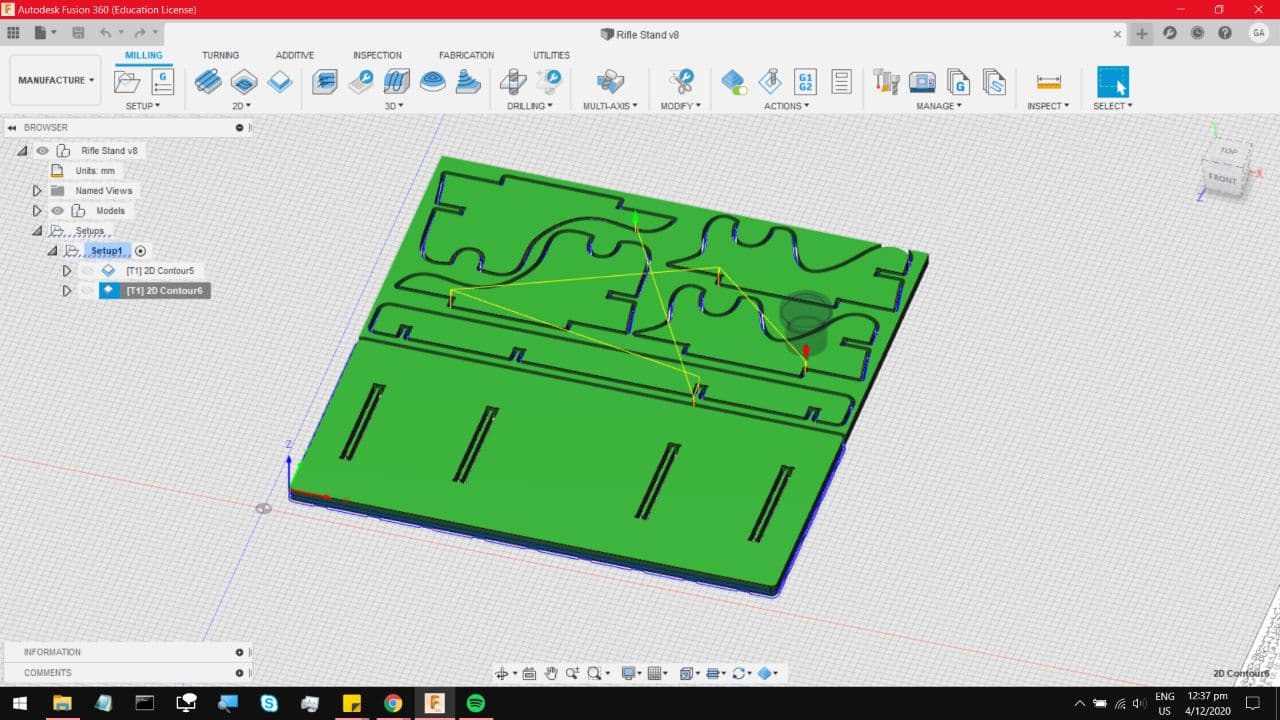 Autodesk Fusion 360 (Education License)
Rifle Stand v8
GA
MILLING TURNING ADDITIVE INSPECTION FABRICATION UTILITIES
MANUFACTURE
G
G1
G2
G
SETUP 2D 3D DRILLING MULTI-AXIS MODIFY ACTIONS MANAGE INSPECT SELECT
BROWSER
Rifle Stand v8
Units: mm
Named Views
Models
Setups
Setup1
[T1] 2D Contour5
[T1] 2D Contour6
TOP
FRONT
X
Y
Z
Z
INFORMATION
COMMENTS
2D Contour6
ENG
US
12:37 pm
4/12/2020